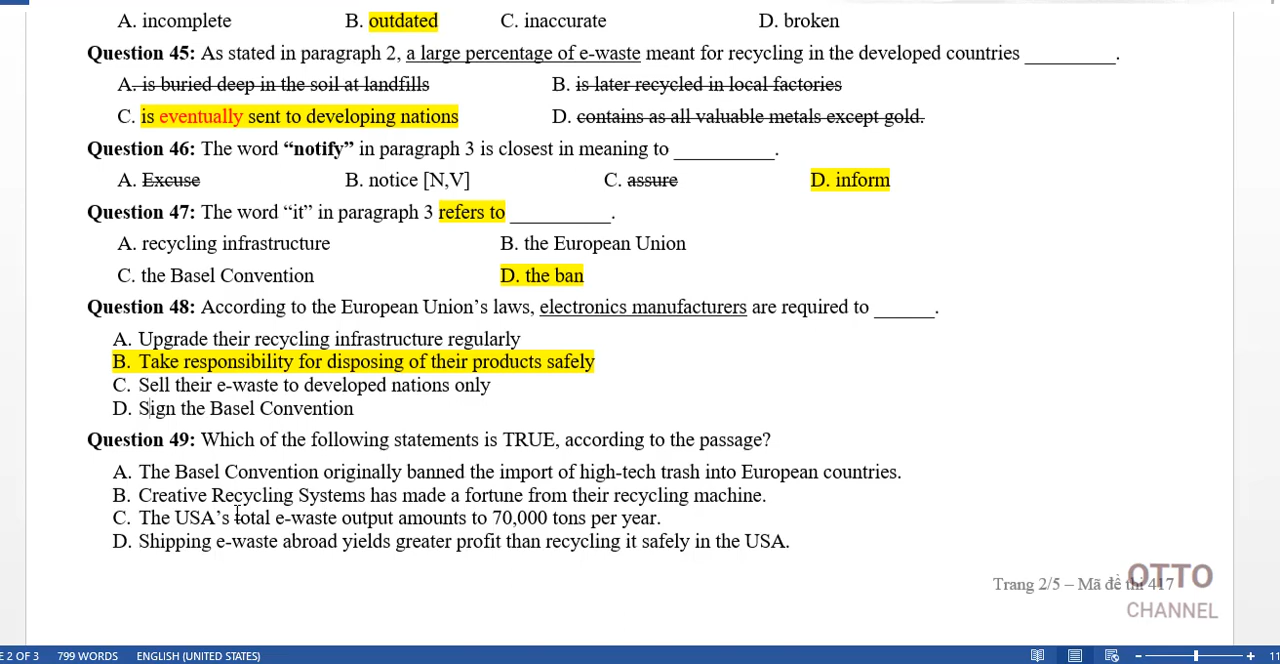 A. incomplete B. outdated C. inaccurate D. broken
Question 45: As stated in paragraph 2, a large percentage of e-waste meant for recycling in the developed countries _________.
A. is buried deep in the soil at landfills B. is later recycled in local factories
C. is eventually sent to developing nations D. contains as all valuable metals except gold.
Question 46: The word “notify” in paragraph 3 is closest in meaning to __________.
A. Excuse B. notice [N,V] C. assure D. inform
Question 47: The word “it” in paragraph 3 refers to __________.
A. recycling infrastructure B. the European Union
C. the Basel Convention D. the ban
Question 48: According to the European Union’s laws, electronics manufacturers are required to ______.
A. Upgrade their recycling infrastructure regularly
B. Take responsibility for disposing of their products safely
C. Sell their e-waste to developed nations only
D. Sign the Basel Convention
Question 49: Which of the following statements is TRUE, according to the passage?
A. The Basel Convention originally banned the import of high-tech trash into European countries.
B. Creative Recycling Systems has made a fortune from their recycling machine.
C. The USA’s total e-waste output amounts to 70,000 tons per year.
D. Shipping e-waste abroad yields greater profit than recycling it safely in the USA.
Trang 2/5 – Mã đề thi 417
OTTO
CHANNEL
E 2 OF 3 799 WORDS ENGLISH (UNITED STATES) 11